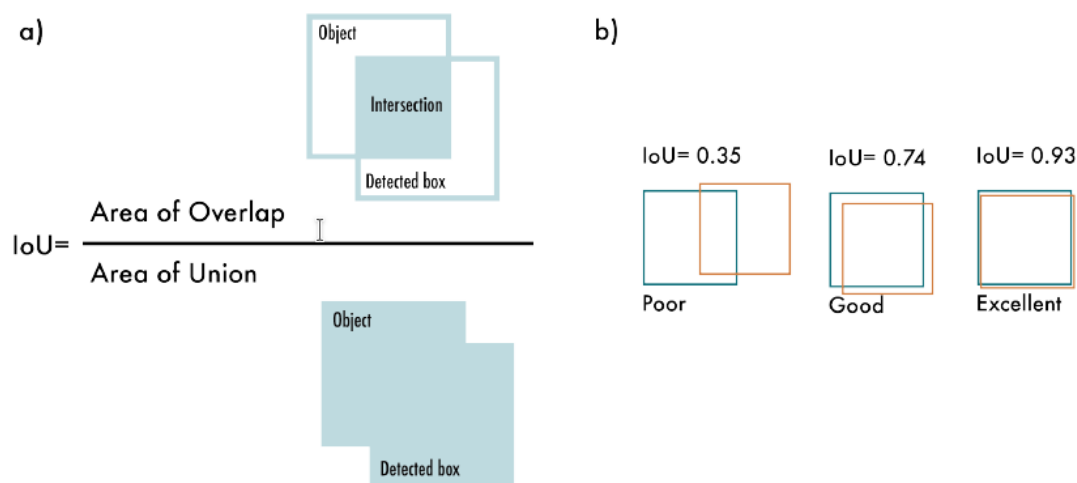 a)
Object
Intersection
Detected box
IoU=
Area of Overlap
Area of Union
Object
Detected box
b)
IoU= 0.35
IoU= 0.74
IoU= 0.93
Poor
Good
Excellent